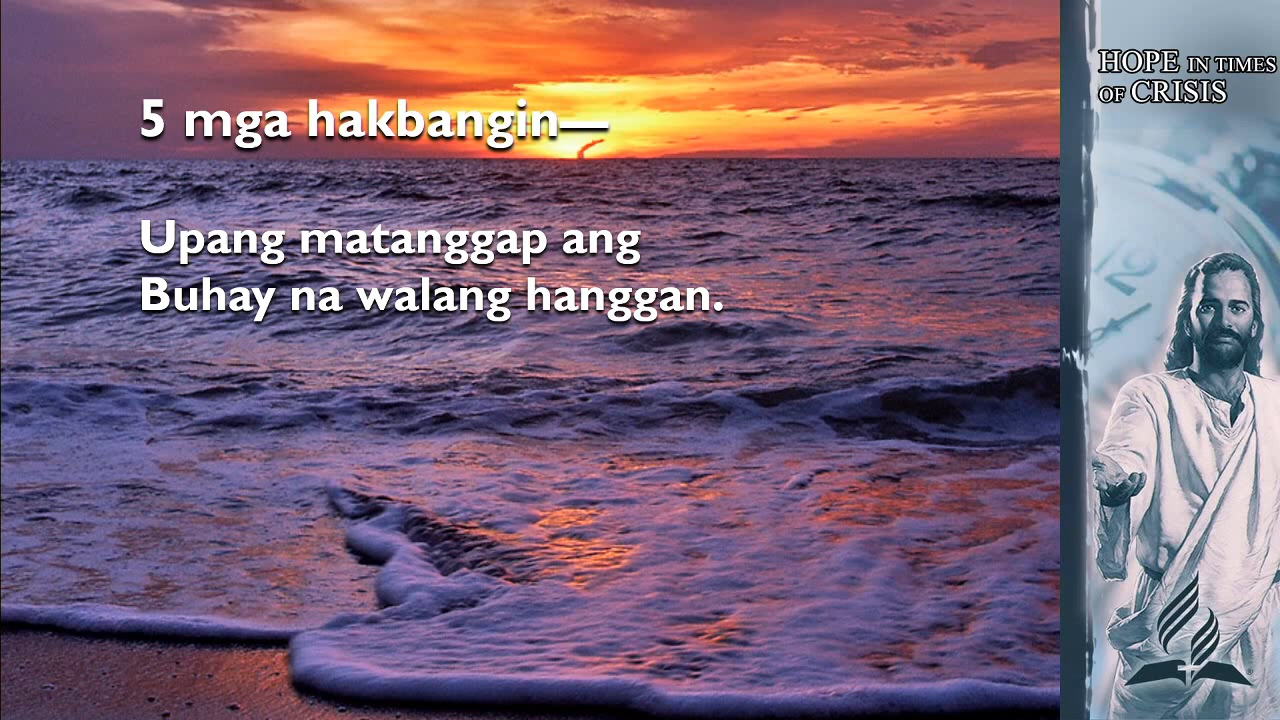 5 mga hakbangin—
Upang matanggap ang
Buhay na walang hanggan.
HOPE IN TIMES
OF CRISIS